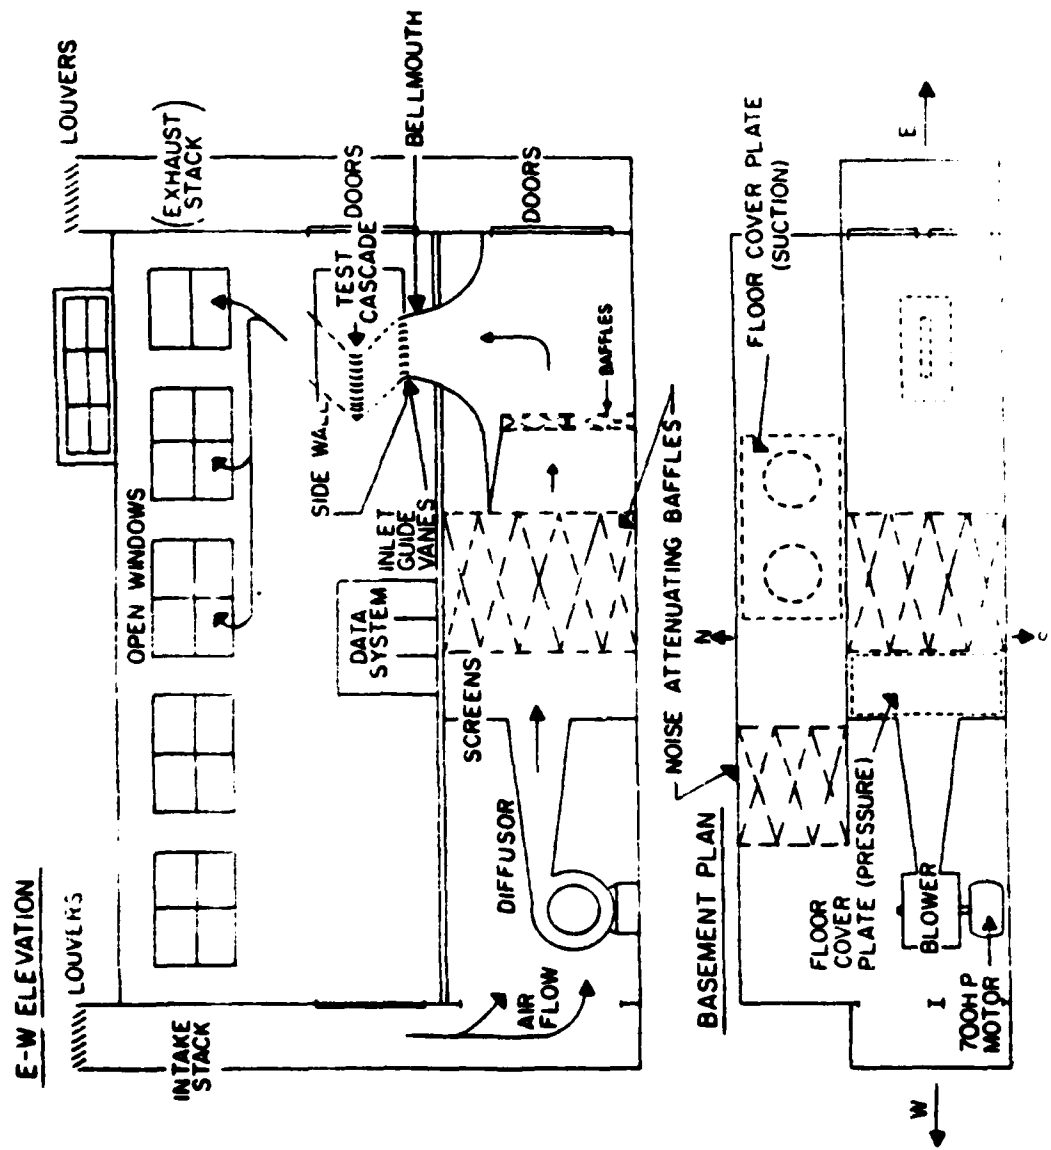 E-W ELEVATION
LOUVERS
LOUVERS
INTAKE
STACK
(EXHAUST)
STACK
OPEN WINDOWS
SIDE WALL
TEST
CASCADE
DOORS
BELLMOUTH
INLET
GUIDE
VANES
DATA
SYSTEM
SCREENS
DIFFUSOR
AIR
FLOW
BAFFLES
DOORS
NOISE ATTENUATING BAFFLES
BASEMENT PLAN
FLOOR COVER PLATE
(SUCTION)
N
E
W
FLOOR
COVER
PLATE (PRESSURE)
BLOWER
I
700HP
MOTOR